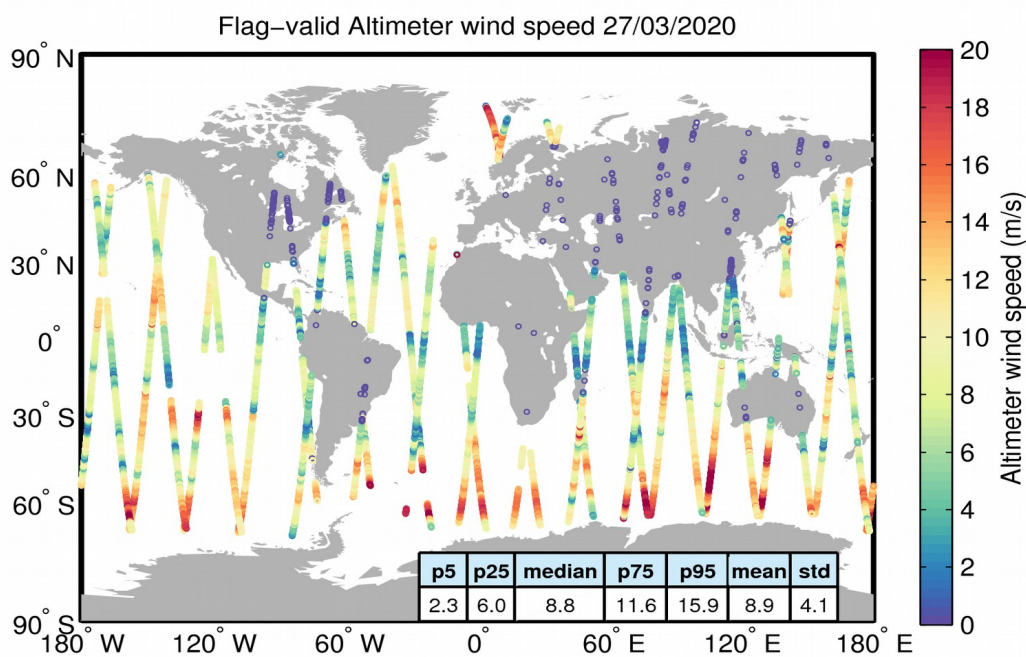 Flag−valid Altimeter wind speed 27/03/2020
90° N
60° N
30° N
0°
30° S
60° S
90° S
180° W
120° W
60° W
0°
60° E
120° E
180° E
p5 p25 median p75 p95 mean std
2.3 6.0 8.8 11.6 15.9 8.9 4.1
20
18
16
14
12
10
8
6
4
2
0
Altimeter wind speed (m/s)